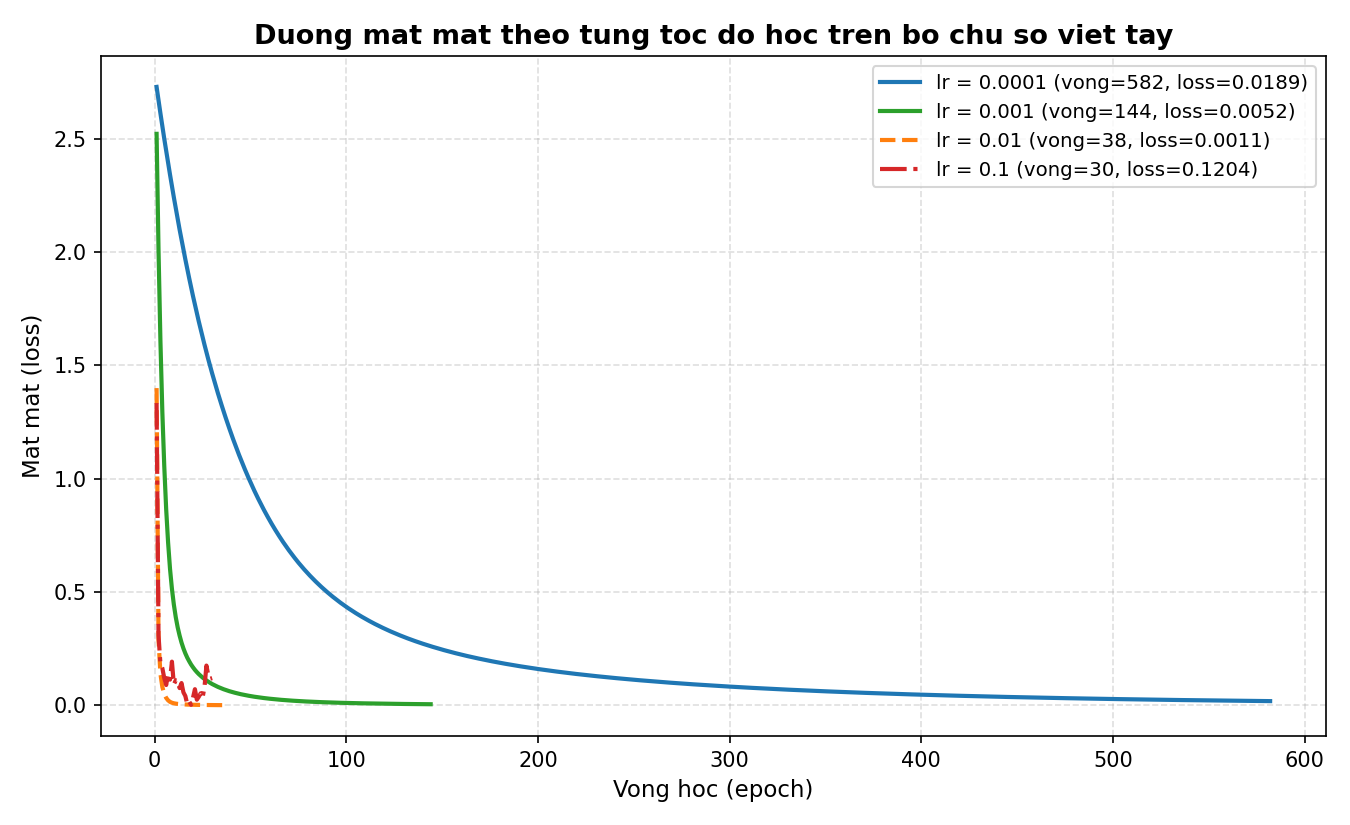 Duong mat mat theo tung toc do hoc tren bo chu so viet tay
lr = 0.0001 (vong=582, loss=0.0189)
lr = 0.001 (vong=144, loss=0.0052)
lr = 0.01 (vong=38, loss=0.0011)
lr = 0.1 (vong=30, loss=0.1204)
Mat mat (loss)
2.5
2.0
1.5
1.0
0.5
0.0
0 100 200 300 400 500 600
Vong hoc (epoch)